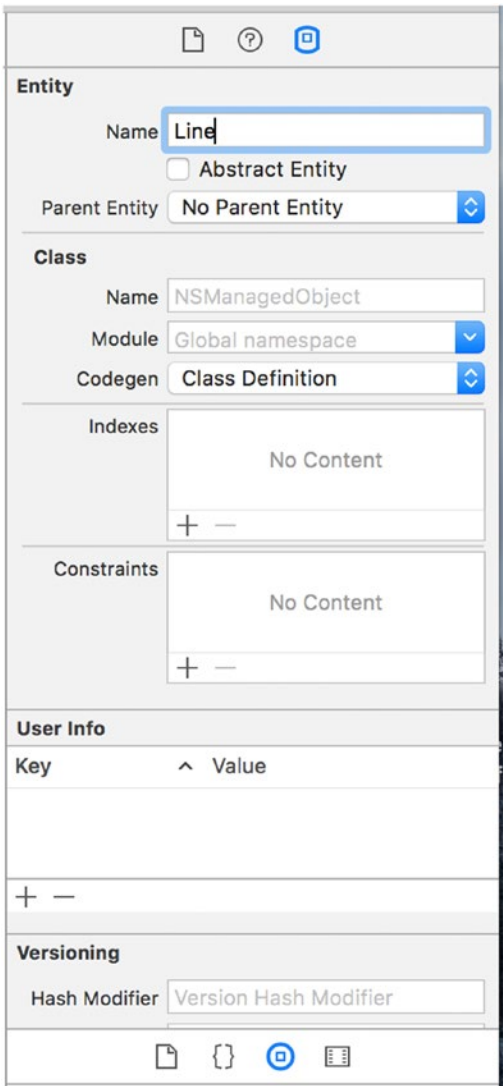 Entity
Name Line
Abstract Entity
Parent Entity No Parent Entity
Class
Name NSManagedObject
Module Global namespace
Codegen Class Definition
Indexes
No Content
+ −
Constraints
No Content
+ −
User Info
Key Value
+ −
Versioning
Hash Modifier Version Hash Modifier